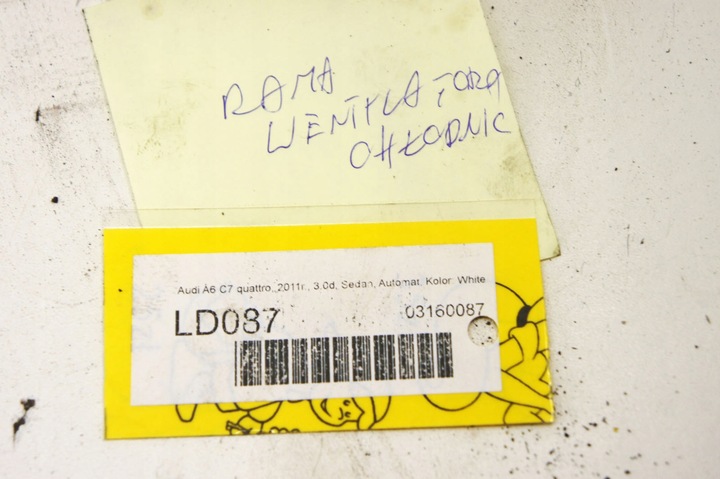 RAMA
WENTYLATORA
CHŁODNIC
Audi A6 C7 quattro, 2011r., 3.0d, Sedan, Automat, Kolor: White
LD087
03160087